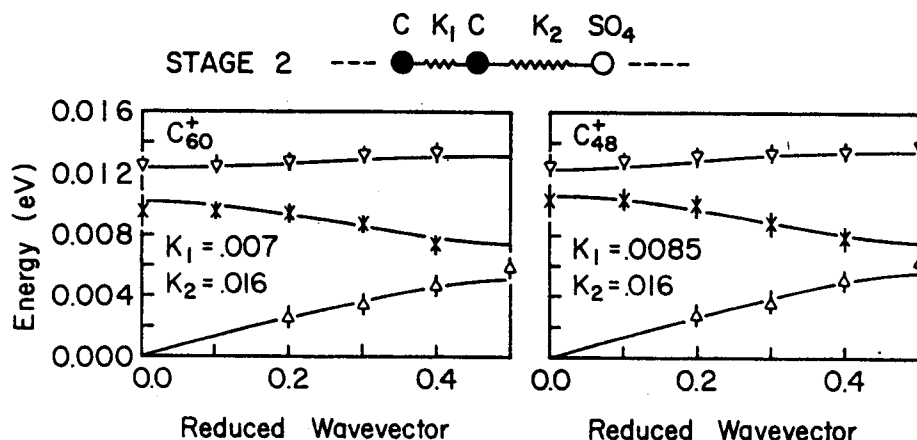 C K₁ C K₂ SO₄
STAGE 2
Energy (eV)
0.016
0.012
0.008
0.004
0.000
C₆₀⁺
K₁ = .007
K₂ = .016
0.0 0.2 0.4
Reduced Wavevector
C₄₈⁺
K₁ = .0085
K₂ = .016
0.0 0.2 0.4
Reduced Wavevector